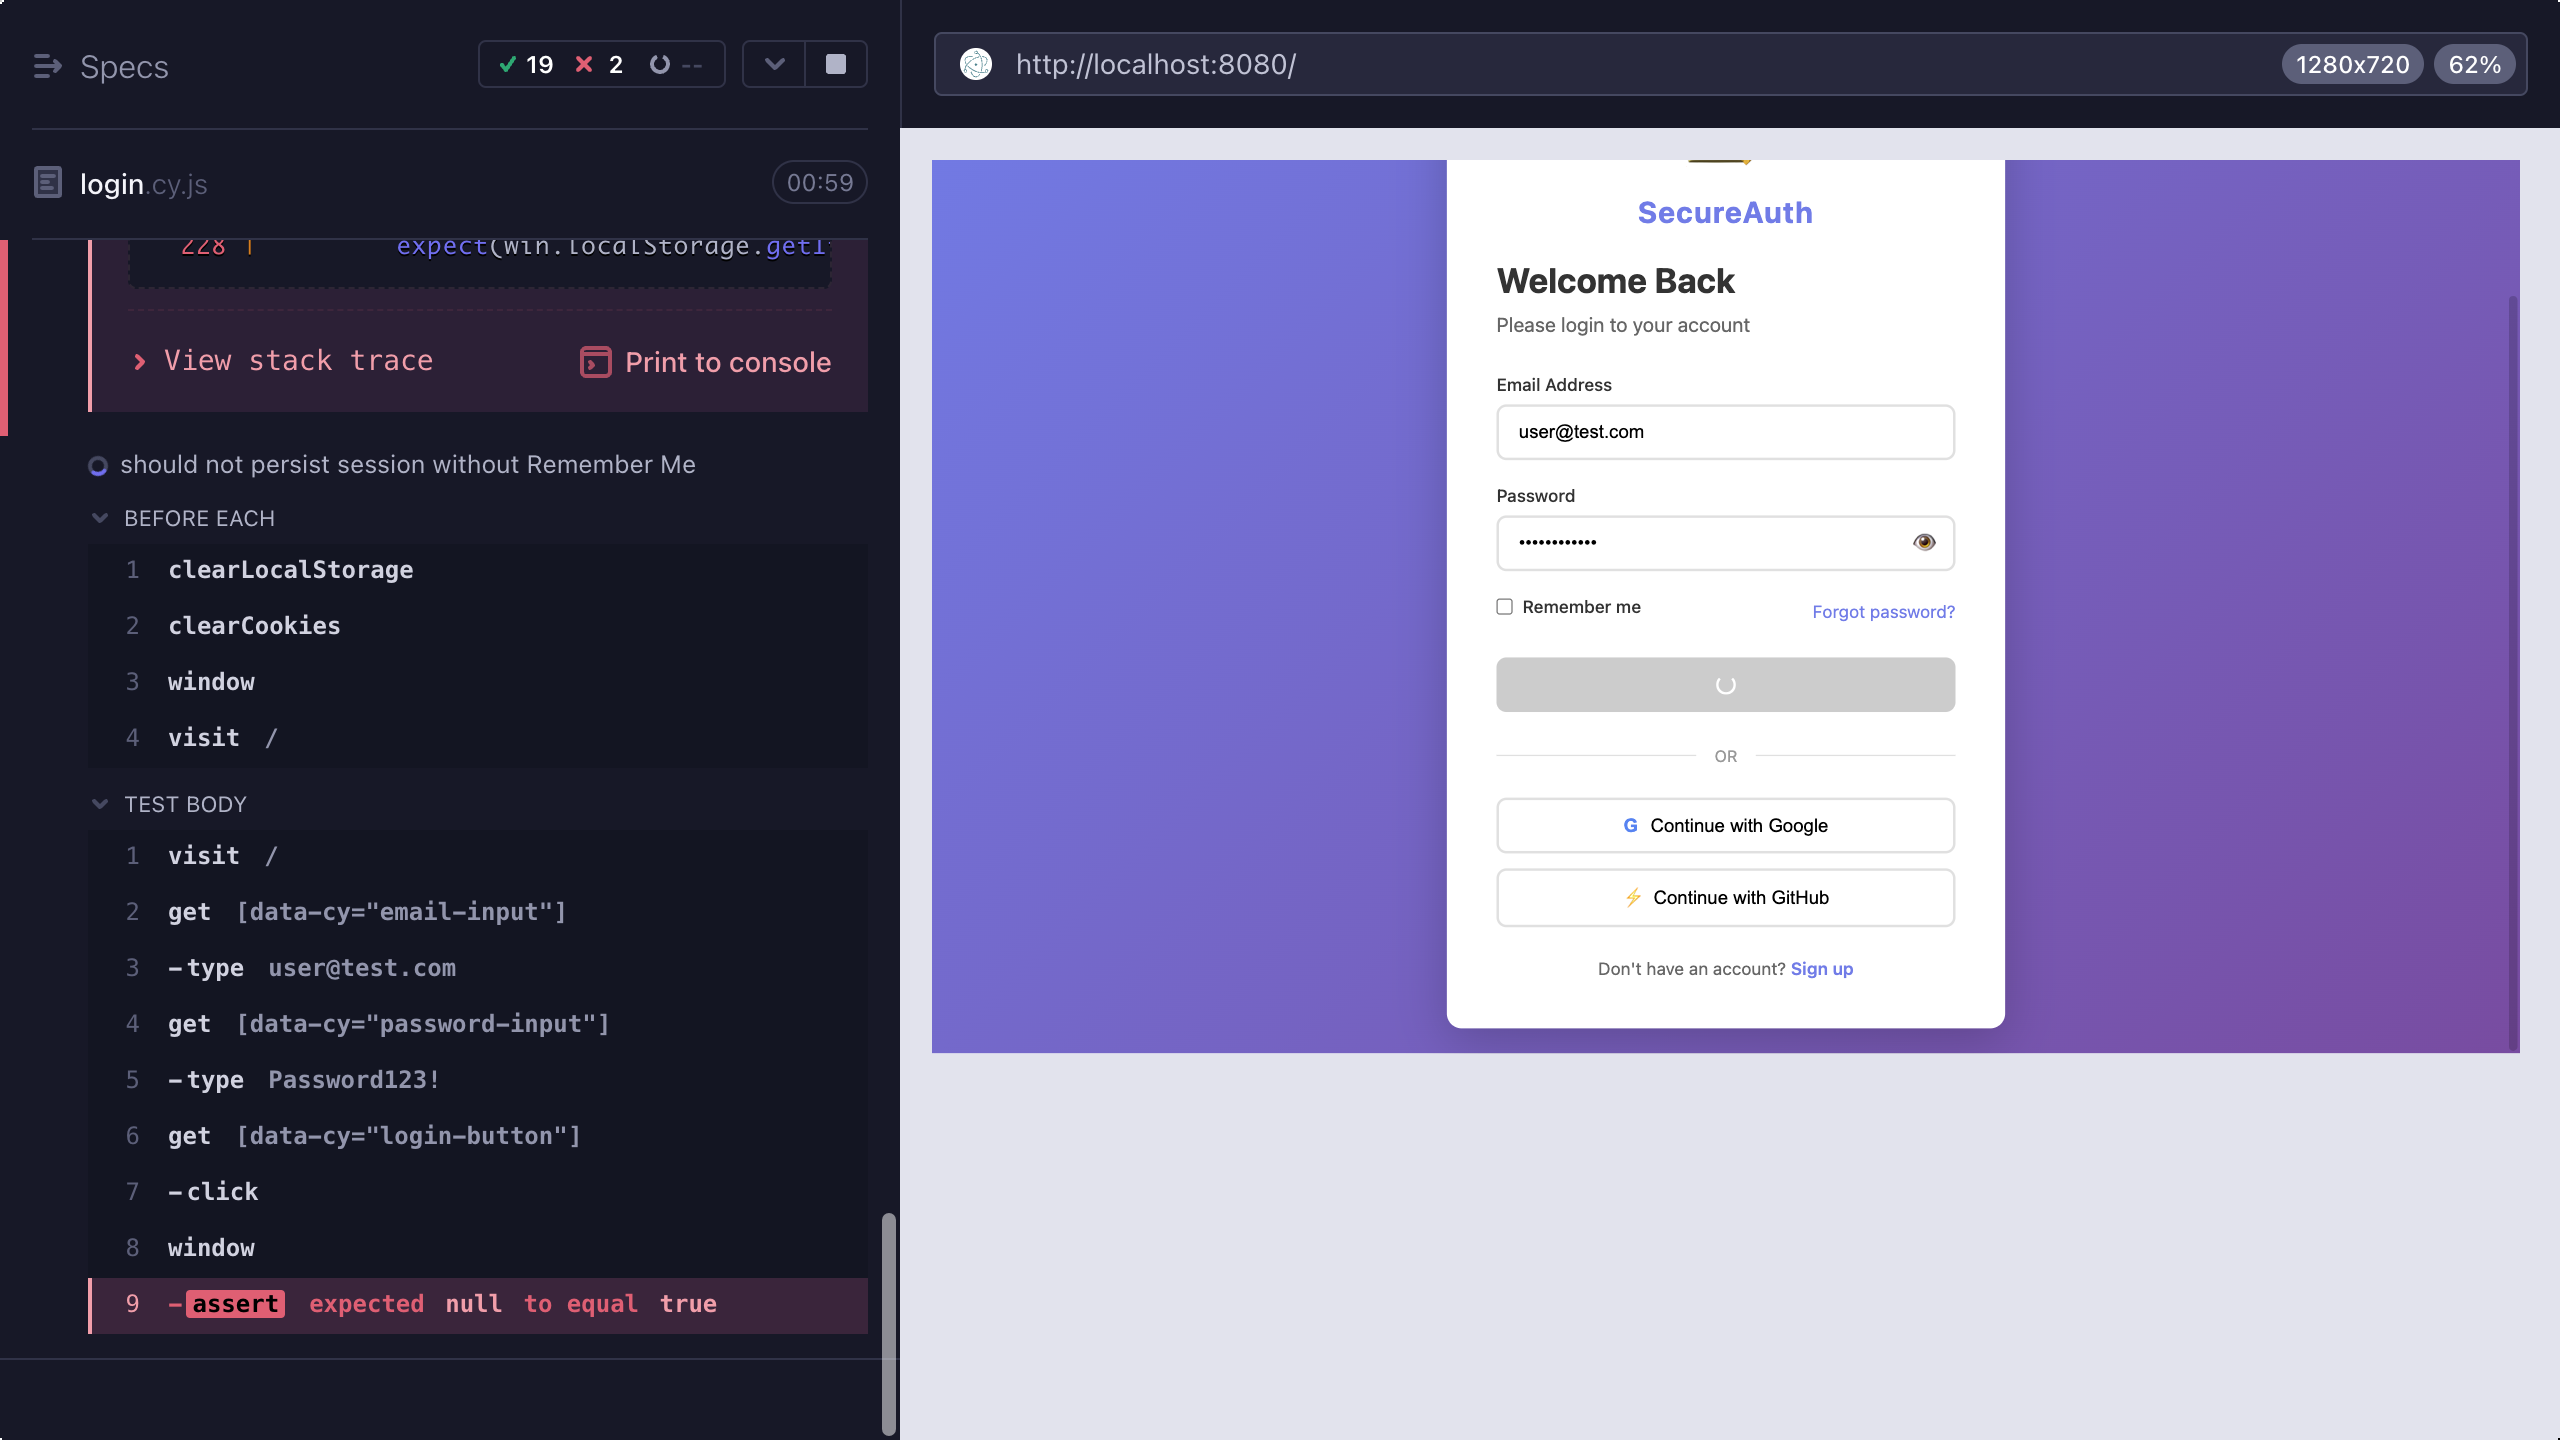 Specs
19 2 --
login.cy.js
00:59
228 | expect(win.localStorage.getI
View stack trace
Print to console
should not persist session without Remember Me
BEFORE EACH
1 clearLocalStorage
2 clearCookies
3 window
4 visit /
TEST BODY
1 visit /
2 get [data-cy="email-input"]
3 -type user@test.com
4 get [data-cy="password-input"]
5 -type Password123!
6 get [data-cy="login-button"]
7 -click
8 window
9 -assert expected null to equal true
http://localhost:8080/
1280x720
62%
SecureAuth
Welcome Back
Please login to your account
Email Address
user@test.com
Password
••••••••••••
Remember me
Forgot password?
OR
G Continue with Google
Continue with GitHub
Don't have an account? Sign up